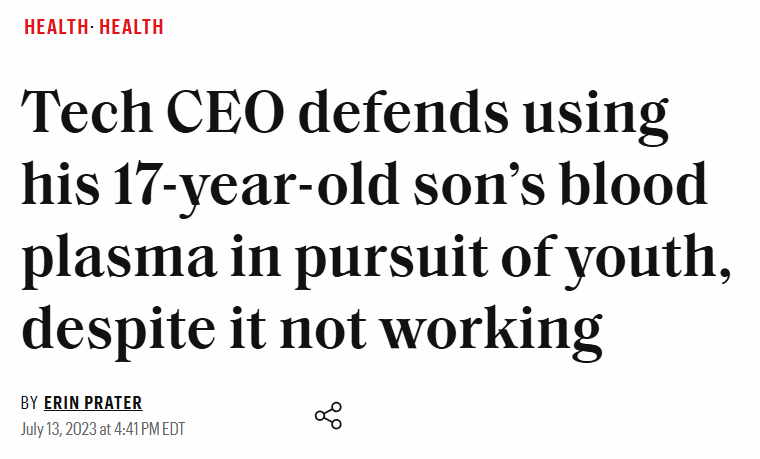 HEALTH· HEALTH
Tech CEO defends using
his 17-year-old son’s blood
plasma in pursuit of youth,
despite it not working
BY ERIN PRATER
July 13, 2023 at 4:41 PM EDT